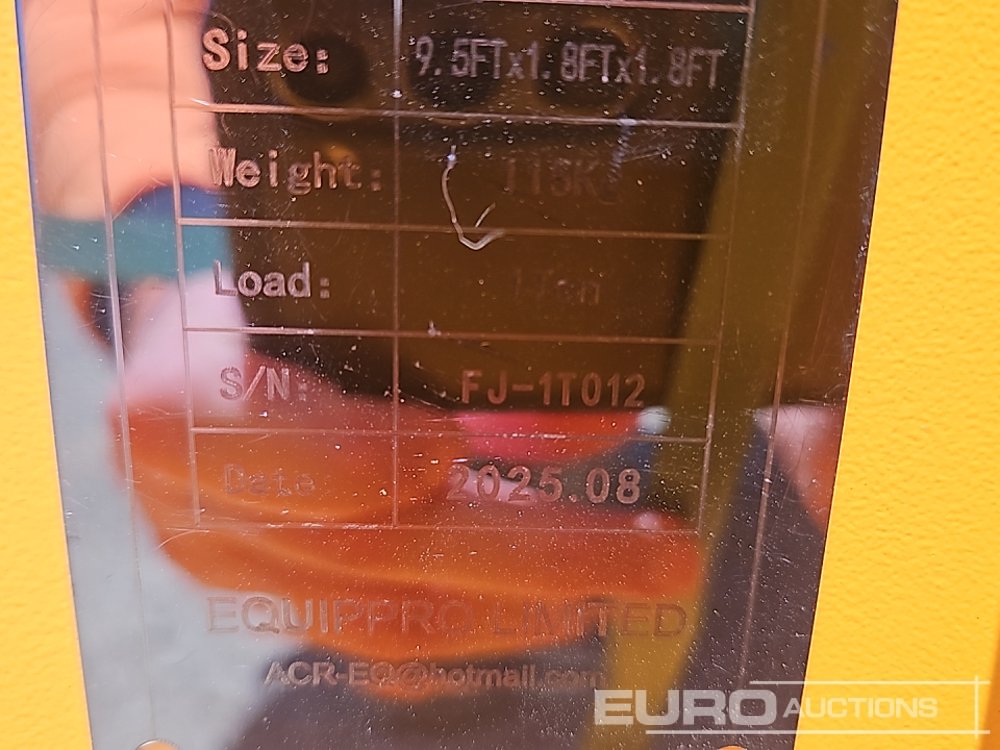 Size: 9.5FTx1.8FTx1.8FT
Weight:
Load:
S/N: FJ-1T012
Date 2025.08
EQUIPPRO LIMITED
ACR-EQ@hotmail.com
EURO AUCTIONS